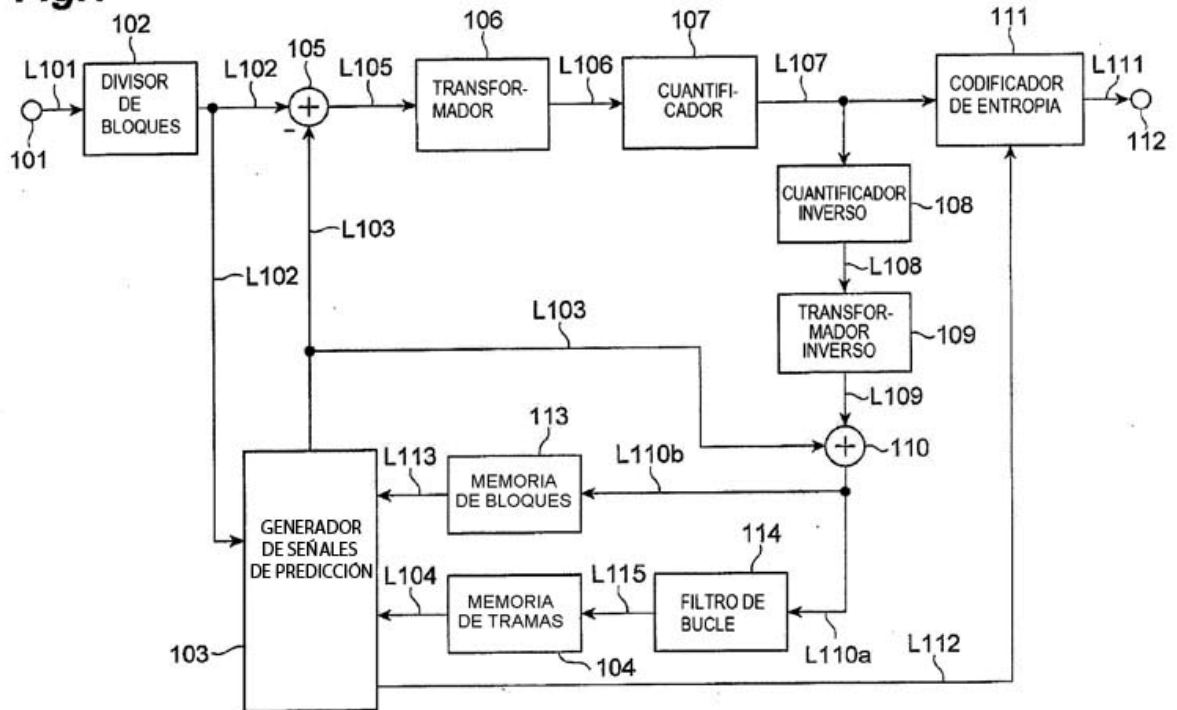 102
106
107
111
105
L101
DIVISOR
DE
BLOQUES
L102
L105
TRANSFOR-
MADOR
L106
CUANTIFI-
CADOR
L107
CODIFICADOR
DE ENTROPIA
L111
+
-
101
112
CUANTIFICADOR
INVERSO
108
L103
L102
L108
L103
TRANSFOR-
MADOR
INVERSO
109
L109
113
+
110
L113
MEMORIA
DE BLOQUES
L110b
GENERADOR
DE SEÑALES
DE PREDICCIÓN
114
L104
MEMORIA
DE TRAMAS
L115
FILTRO DE
BUCLE
103
104
L110a
L112